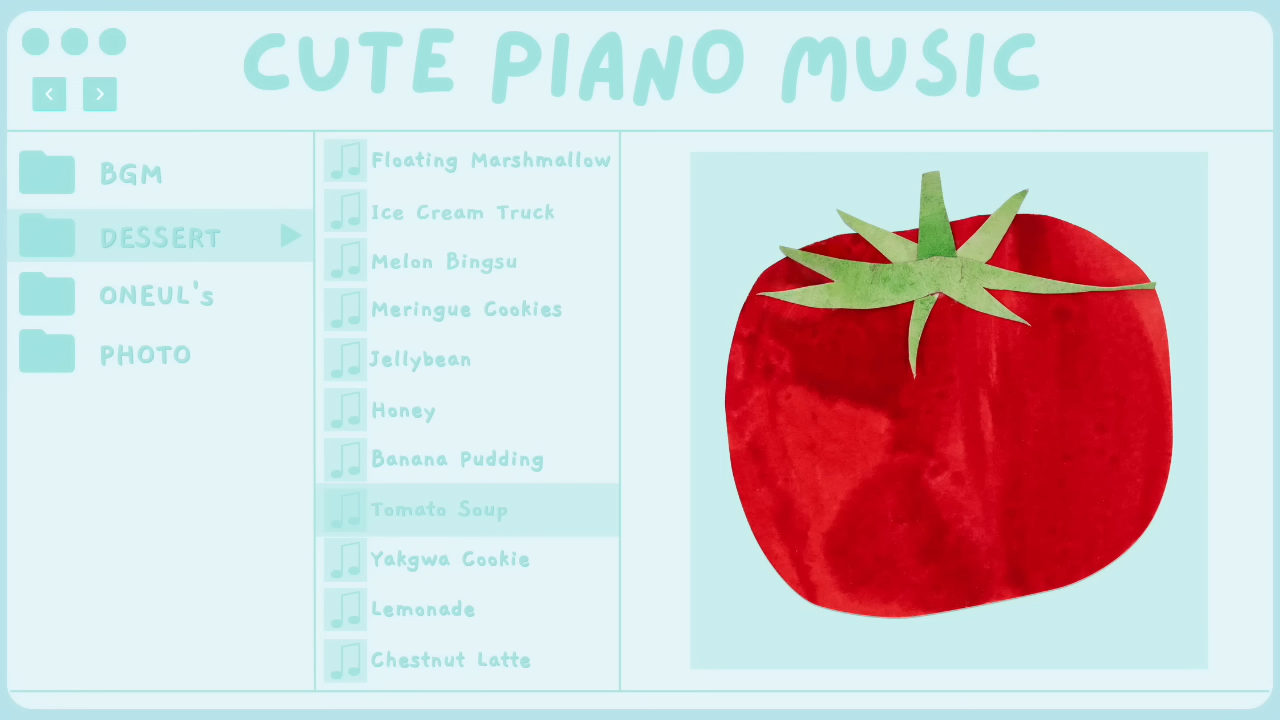 CUTE PIANO MUSIC
BGM
DESSERT
ONEUL's
PHOTO
Floating Marshmallow
Ice Cream Truck
Melon Bingsu
Meringue Cookies
Jellybean
Honey
Banana Pudding
Tomato Soup
Yakgwa Cookie
Lemonade
Chestnut Latte